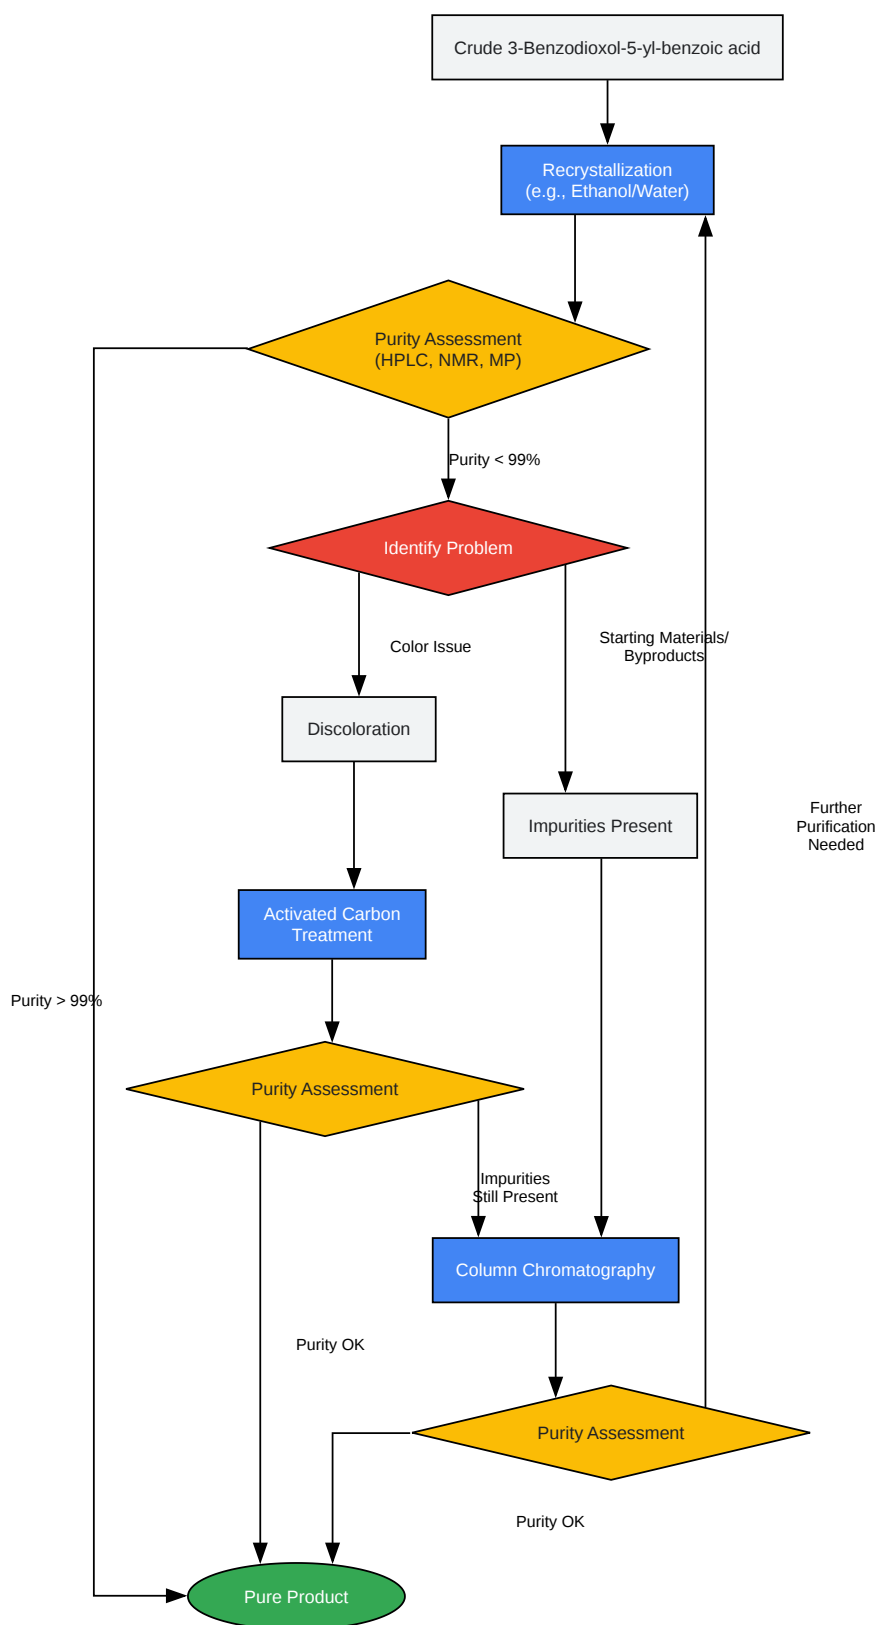 Crude 3-Benzodioxol-5-yl-benzoic acid
Recrystallization
(e.g., Ethanol/Water)
Purity Assessment
(HPLC, NMR, MP)
Purity < 99%
Identify Problem
Color Issue
Starting Materials/
Byproducts
Discoloration
Impurities Present
Further
Purification
Needed
Activated Carbon
Treatment
Purity > 99%
Purity Assessment
Impurities
Still Present
Column Chromatography
Purity OK
Purity Assessment
Purity OK
Pure Product